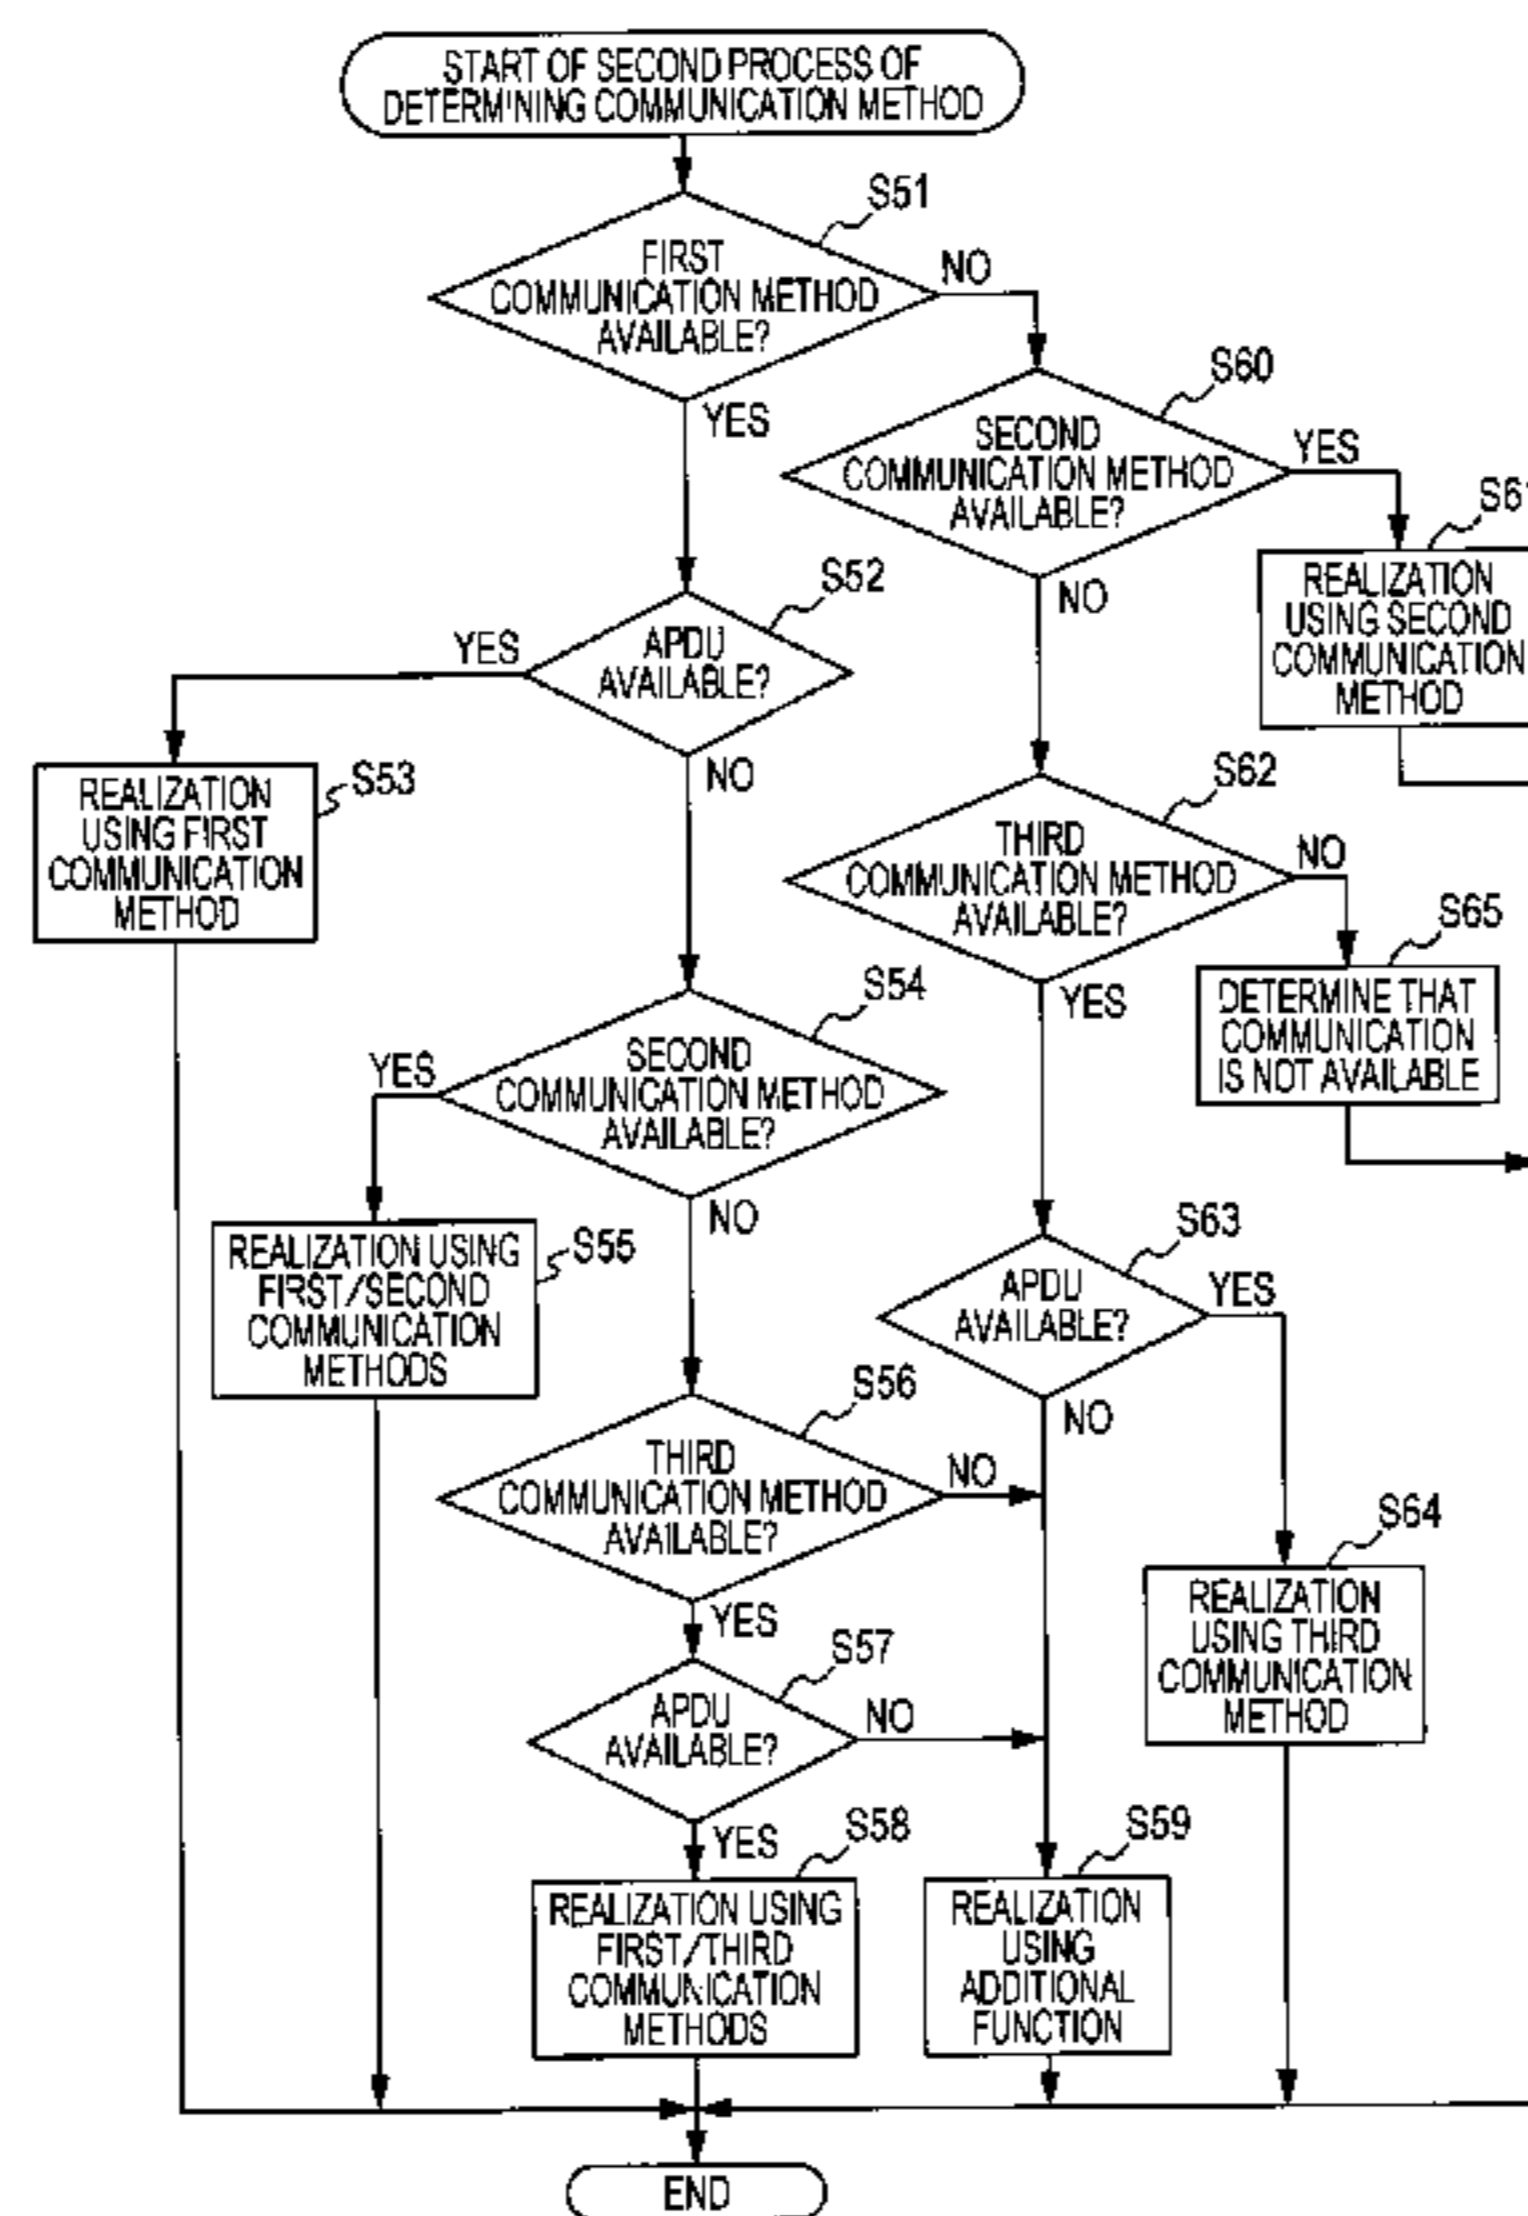 START OF SECOND PROCESS OF
DETERMINING COMMUNICATION METHOD
S51
FIRST
COMMUNICATION METHOD
AVAILABLE?
NO
YES
S60
SECOND
COMMUNICATION METHOD
AVAILABLE?
YES
NO
S61
REALIZATION
USING SECOND
COMMUNICATION
METHOD
S52
APDU
AVAILABLE?
YES
NO
S53
REALIZATION
USING FIRST
COMMUNICATION
METHOD
S62
THIRD
COMMUNICATION METHOD
AVAILABLE?
NO
YES
S65
DETERMINE THAT
COMMUNICATION
IS NOT AVAILABLE
S54
SECOND
COMMUNICATION METHOD
AVAILABLE?
YES
NO
S55
REALIZATION USING
FIRST/SECOND
COMMUNICATION
METHODS
S63
APDU
AVAILABLE?
YES
NO
S56
THIRD
COMMUNICATION METHOD
AVAILABLE?
NO
YES
S64
REALIZATION
USING THIRD
COMMUNICATION
METHOD
S57
APDU
AVAILABLE?
NO
YES
S58
REALIZATION USING
FIRST/THIRD
COMMUNICATION
METHODS
S59
REALIZATION
USING
ADDITIONAL
FUNCTION
END